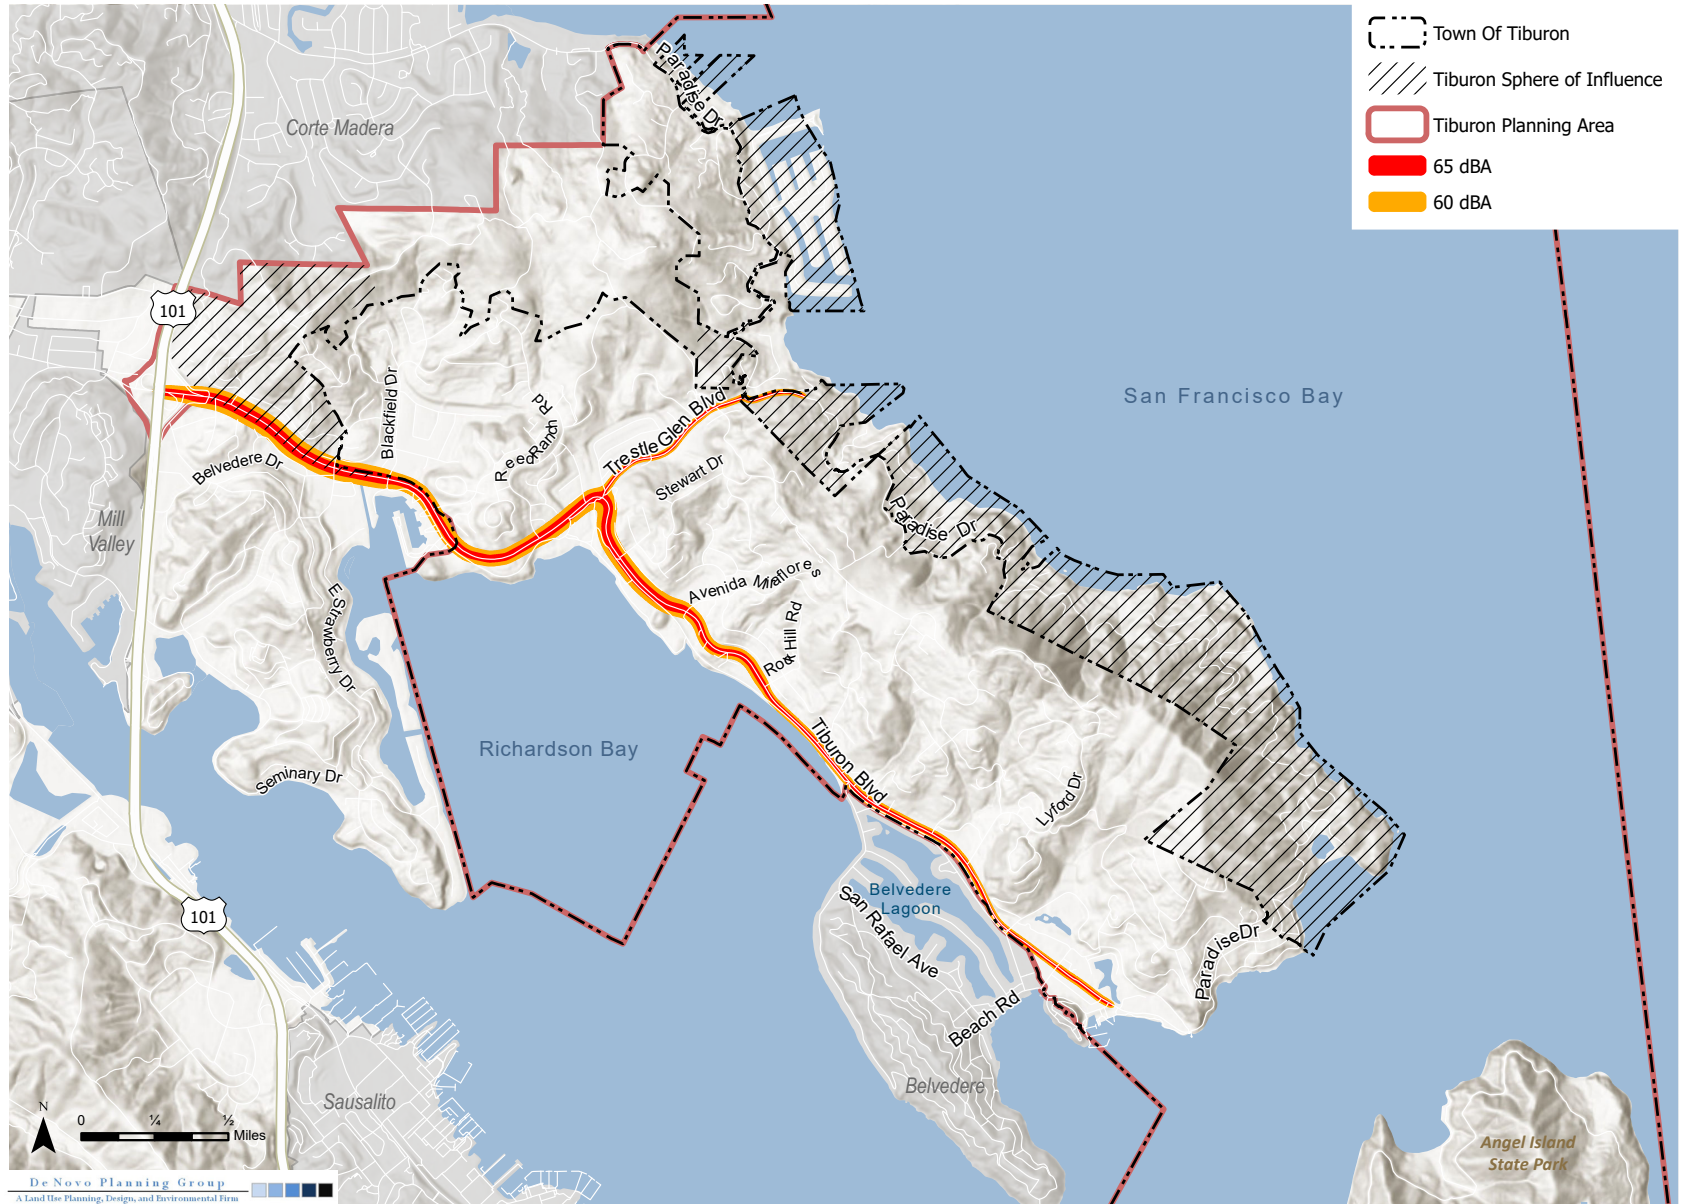 Town Of Tiburon
Tiburon Sphere of Influence
Tiburon Planning Area
65 dBA
60 dBA
Paradise Dr
Corte Madera
101
San Francisco Bay
Blackfield Dr
Reed Ranch Rd
Trestle Glen Blvd
Stewart Dr
Belvedere Dr
Mill
Valley
Paradise Dr
Avenida Miraflores
E Strawberry Dr
Rock Hill Rd
Richardson Bay
Tiburon Blvd
Seminary Dr
Lyford Dr
Belvedere
Lagoon
101
San Rafael Ave
Paradise Dr
Beach Rd
Belvedere
Sausalito
N
0 ¼ ½
Miles
Angel Island
State Park
De Novo Planning Group
A Land Use Planning, Design, and Environmental Firm